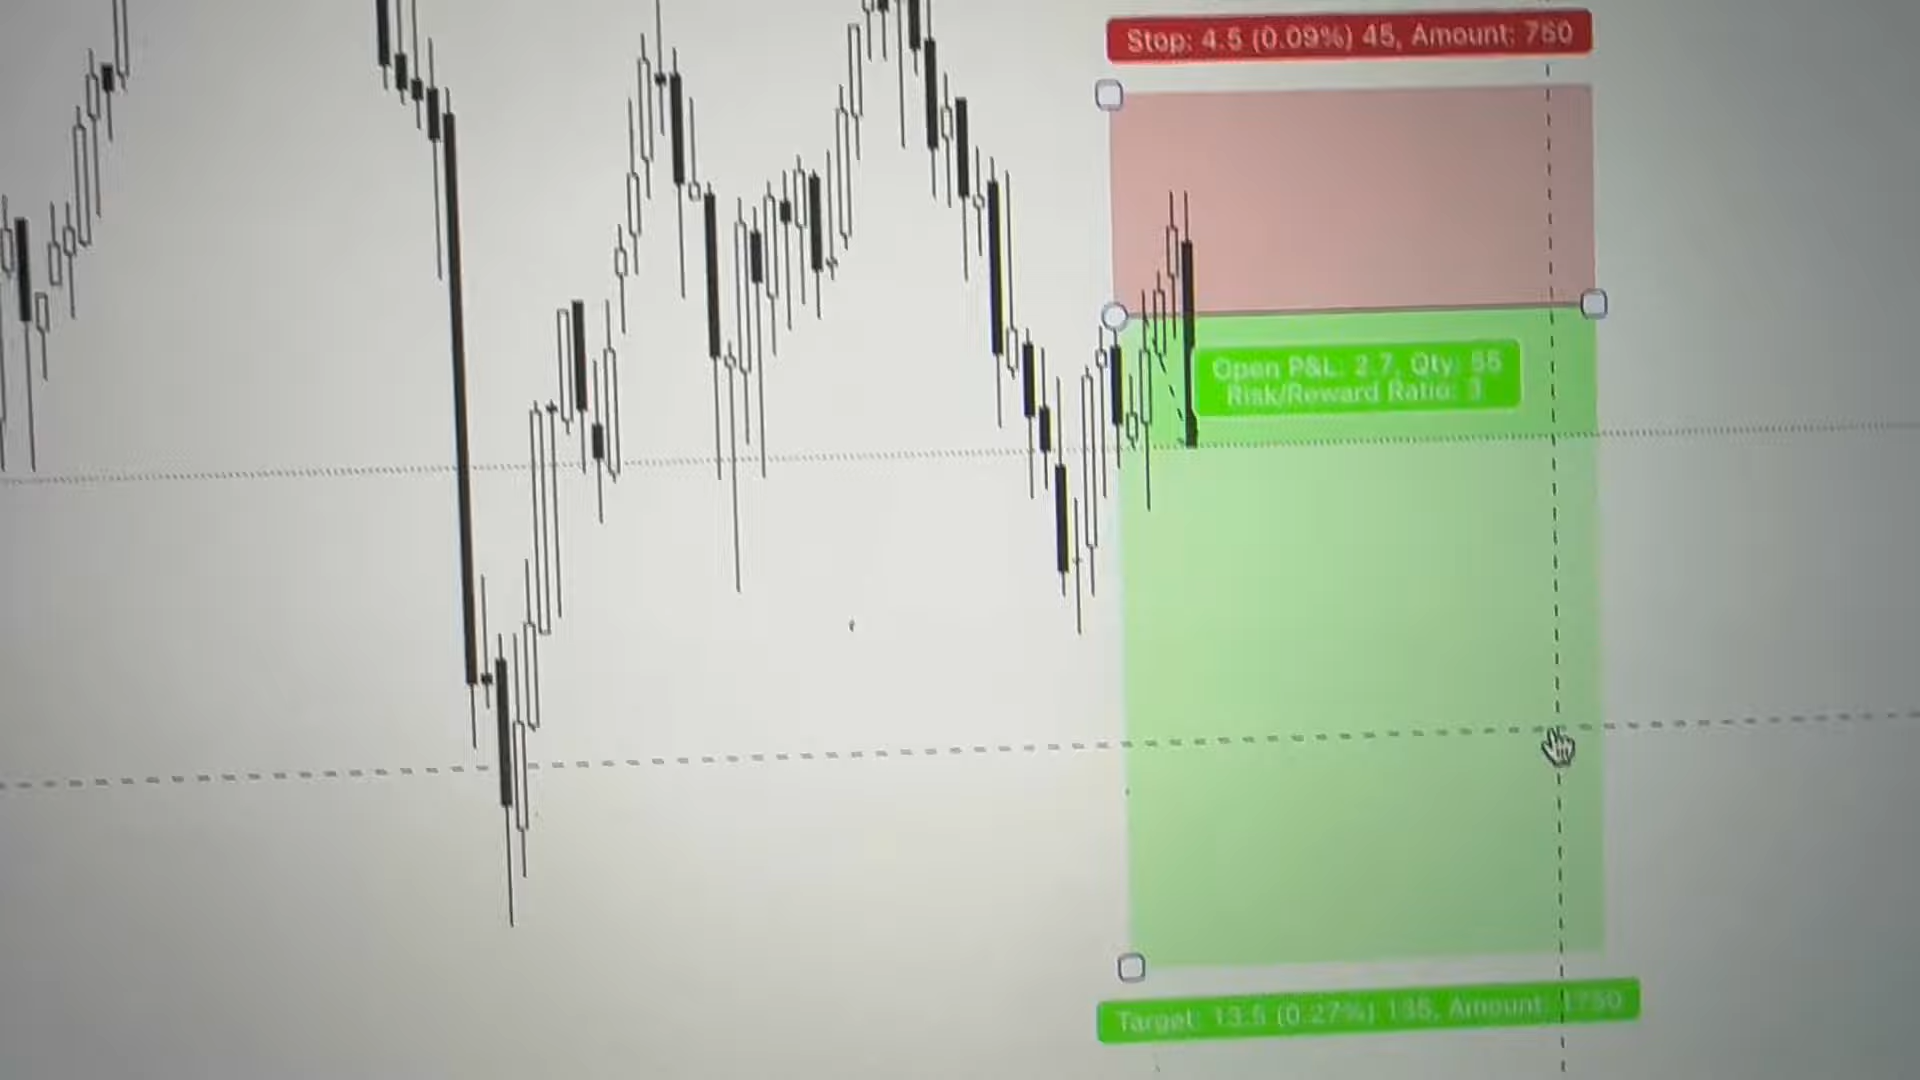 Stop: 4.5 (0.09%) 45, Amount: 750
Open P&L: 2.7, Qty: 55
Risk/Reward Ratio: 3
Target: 13.5 (0.27%) 135, Amount: 1750